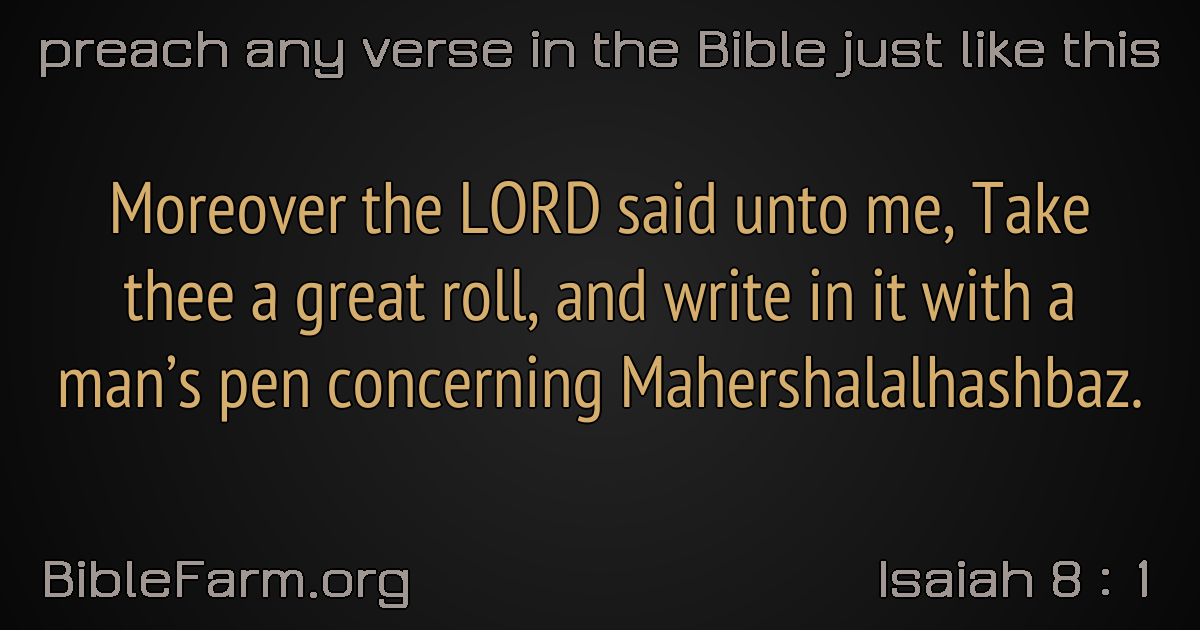 preach any verse in the Bible just like this
Moreover the LORD said unto me, Take
thee a great roll, and write in it with a
man’s pen concerning Mahershalalhashbaz.
BibleFarm.org
Isaiah 8 : 1